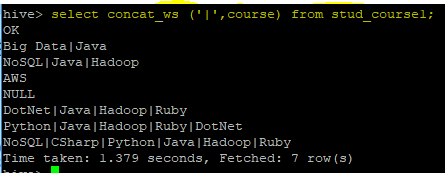 hive> select concat_ws ('|',course) from stud_course1;
OK
Big Data|Java
NoSQL|Java|Hadoop
AWS
NULL
DotNet|Java|Hadoop|Ruby
Python|Java|Hadoop|Ruby|DotNet
NoSQL|CSharp|Python|Java|Hadoop|Ruby
Time taken: 1.379 seconds, Fetched: 7 row(s)
hive>